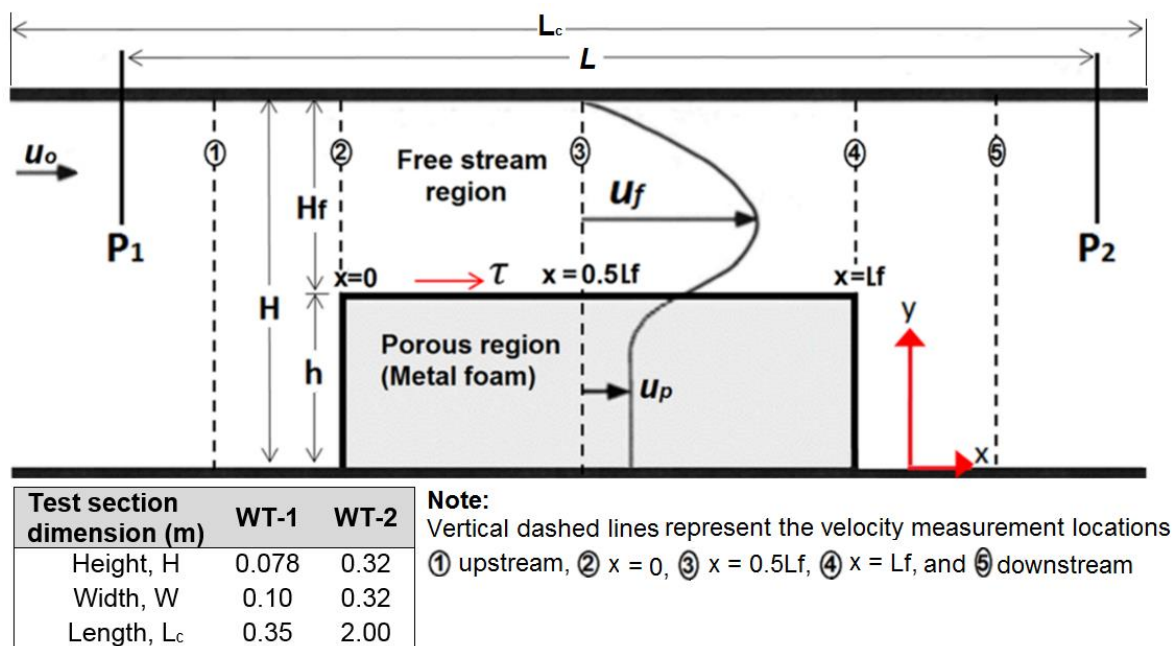 Lc
L
uo
①
②
③
④
⑤
Free stream
region
uf
Hf
P1
P2
x=0
τ
x = 0.5Lf
x=Lf
H
y
Porous region
(Metal foam)
h
up
x
Test section
dimension (m) WT-1 WT-2
Height, H 0.078 0.32
Width, W 0.10 0.32
Length, Lc 0.35 2.00
Note:
Vertical dashed lines represent the velocity measurement locations
① upstream, ② x = 0, ③ x = 0.5Lf, ④ x = Lf, and ⑤ downstream